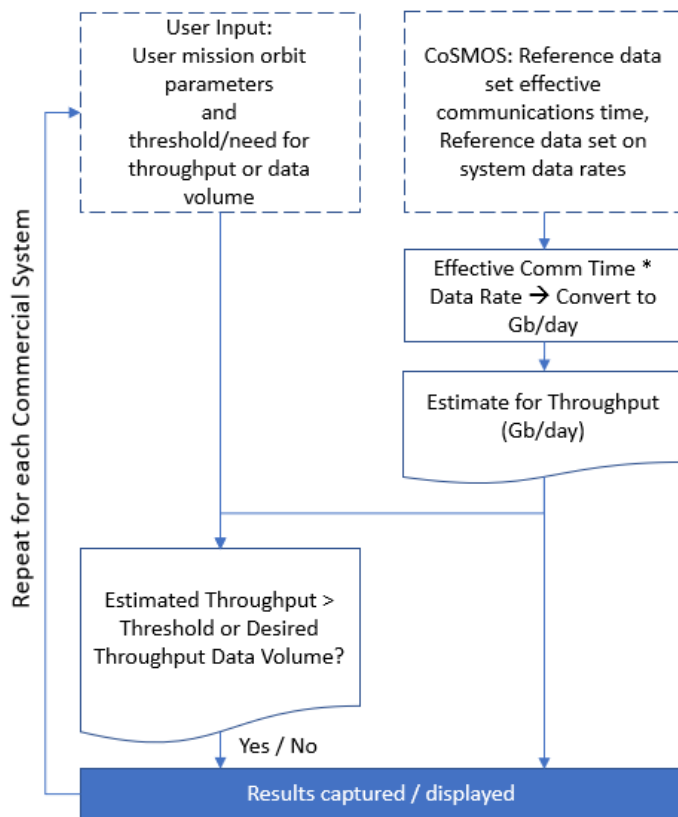 User Input:
User mission orbit
parameters
and
threshold/need for
throughput or data
volume
CoSMOS: Reference data
set effective
communications time,
Reference data set on
system data rates
Effective Comm Time *
Data Rate → Convert to
Gb/day
Estimate for Throughput
(Gb/day)
Repeat for each Commercial System
Estimated Throughput >
Threshold or Desired
Throughput Data Volume?
Yes / No
Results captured / displayed